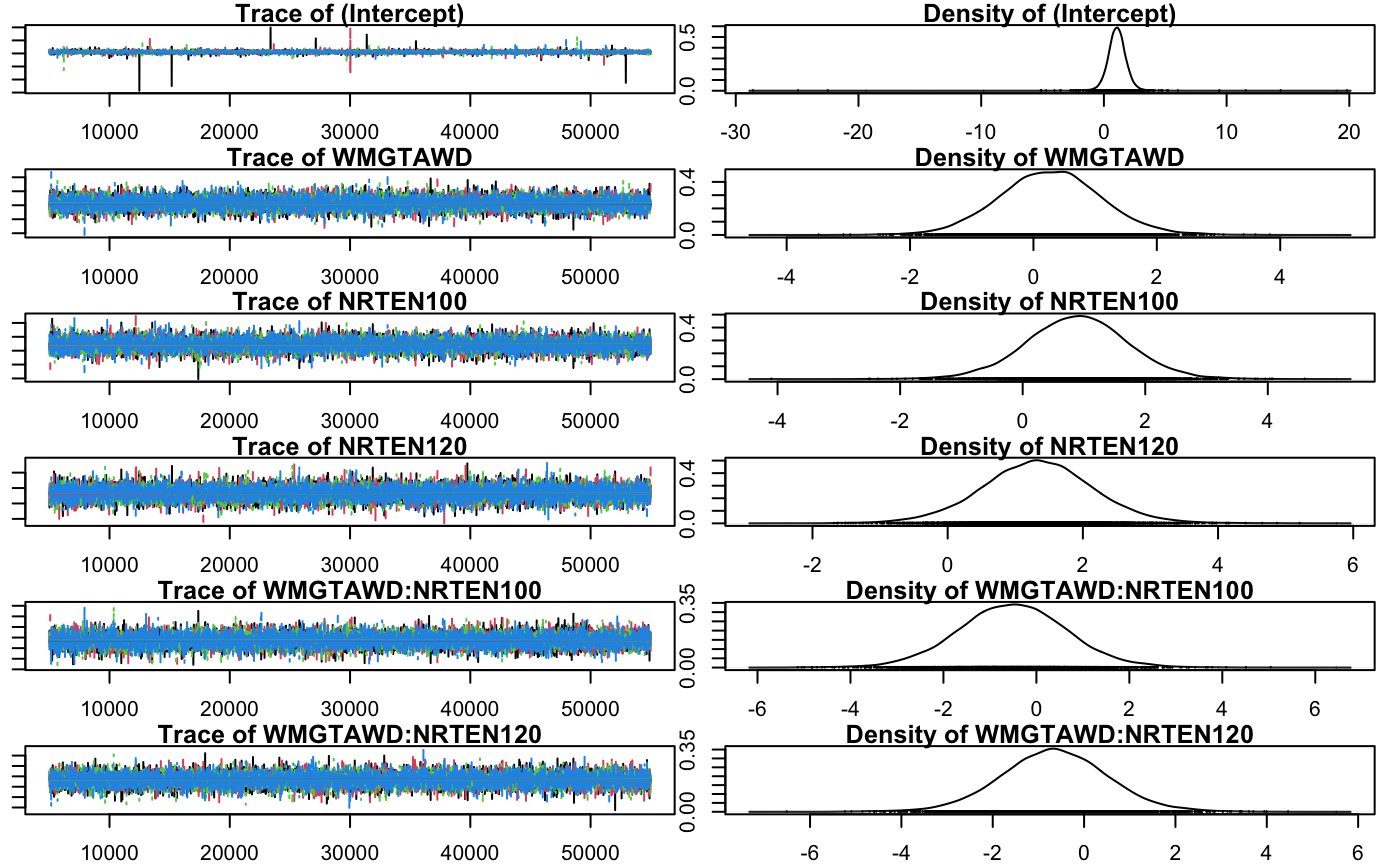 Trace of (Intercept) Density of (Intercept)
0.0 0.5
10000 20000 30000 40000 50000 -30 -20 -10 0 10 20
Trace of WMGTAWD Density of WMGTAWD
0.0 0.4
10000 20000 30000 40000 50000 -4 -2 0 2 4
Trace of NRTEN100 Density of NRTEN100
0.0 0.4
10000 20000 30000 40000 50000 -4 -2 0 2 4
Trace of NRTEN120 Density of NRTEN120
0.0 0.4
10000 20000 30000 40000 50000 -2 0 2 4 6
Trace of WMGTAWD:NRTEN100 Density of WMGTAWD:NRTEN100
0.00 0.35
10000 20000 30000 40000 50000 -6 -4 -2 0 2 4 6
Trace of WMGTAWD:NRTEN120 Density of WMGTAWD:NRTEN120
0.00 0.35
10000 20000 30000 40000 50000 -6 -4 -2 0 2 4 6